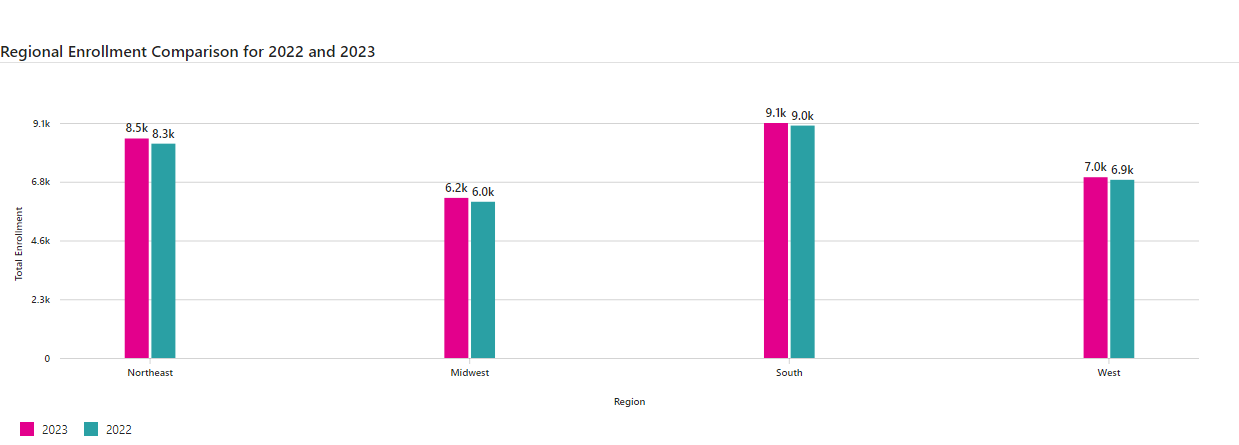 Regional Enrollment Comparison for 2022 and 2023
9.1k
6.8k
4.6k
2.3k
0
Total Enrollment
8.5k 8.3k
6.2k 6.0k
9.1k 9.0k
7.0k 6.9k
Northeast Midwest South West
Region
2023 2022